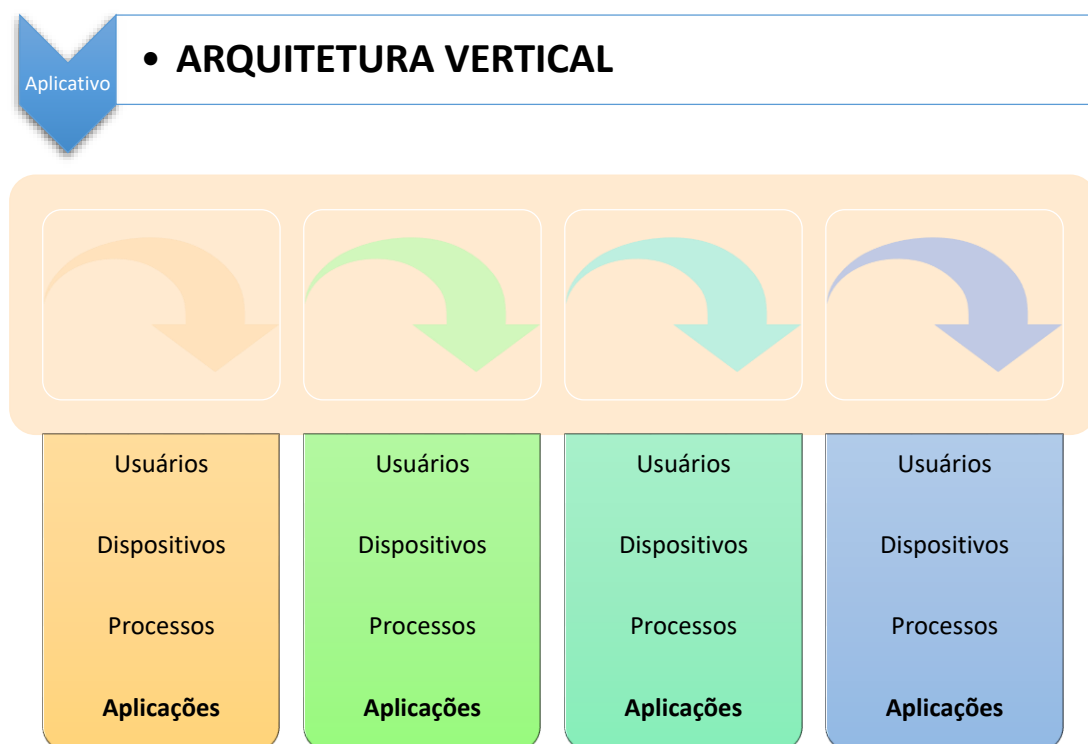 Aplicativo
• ARQUITETURA VERTICAL
Usuários
Dispositivos
Processos
Aplicações
Usuários
Dispositivos
Processos
Aplicações
Usuários
Dispositivos
Processos
Aplicações
Usuários
Dispositivos
Processos
Aplicações